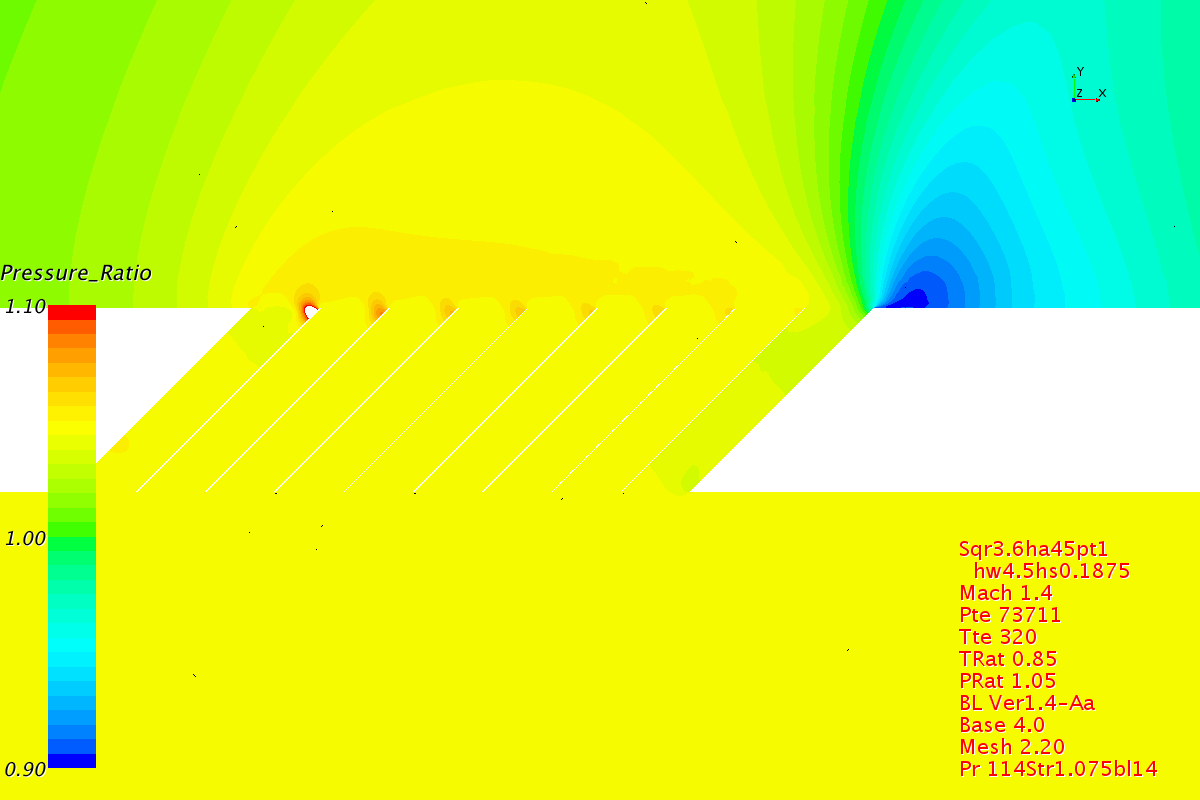 Y
Z X
Pressure_Ratio
1.10
1.00
0.90
Sqr3.6ha45pt1
hw4.5hs0.1875
Mach 1.4
Pte 73711
Tte 320
TRat 0.85
PRat 1.05
BL Ver1.4-Aa
Base 4.0
Mesh 2.20
Pr 114Str1.075bl14